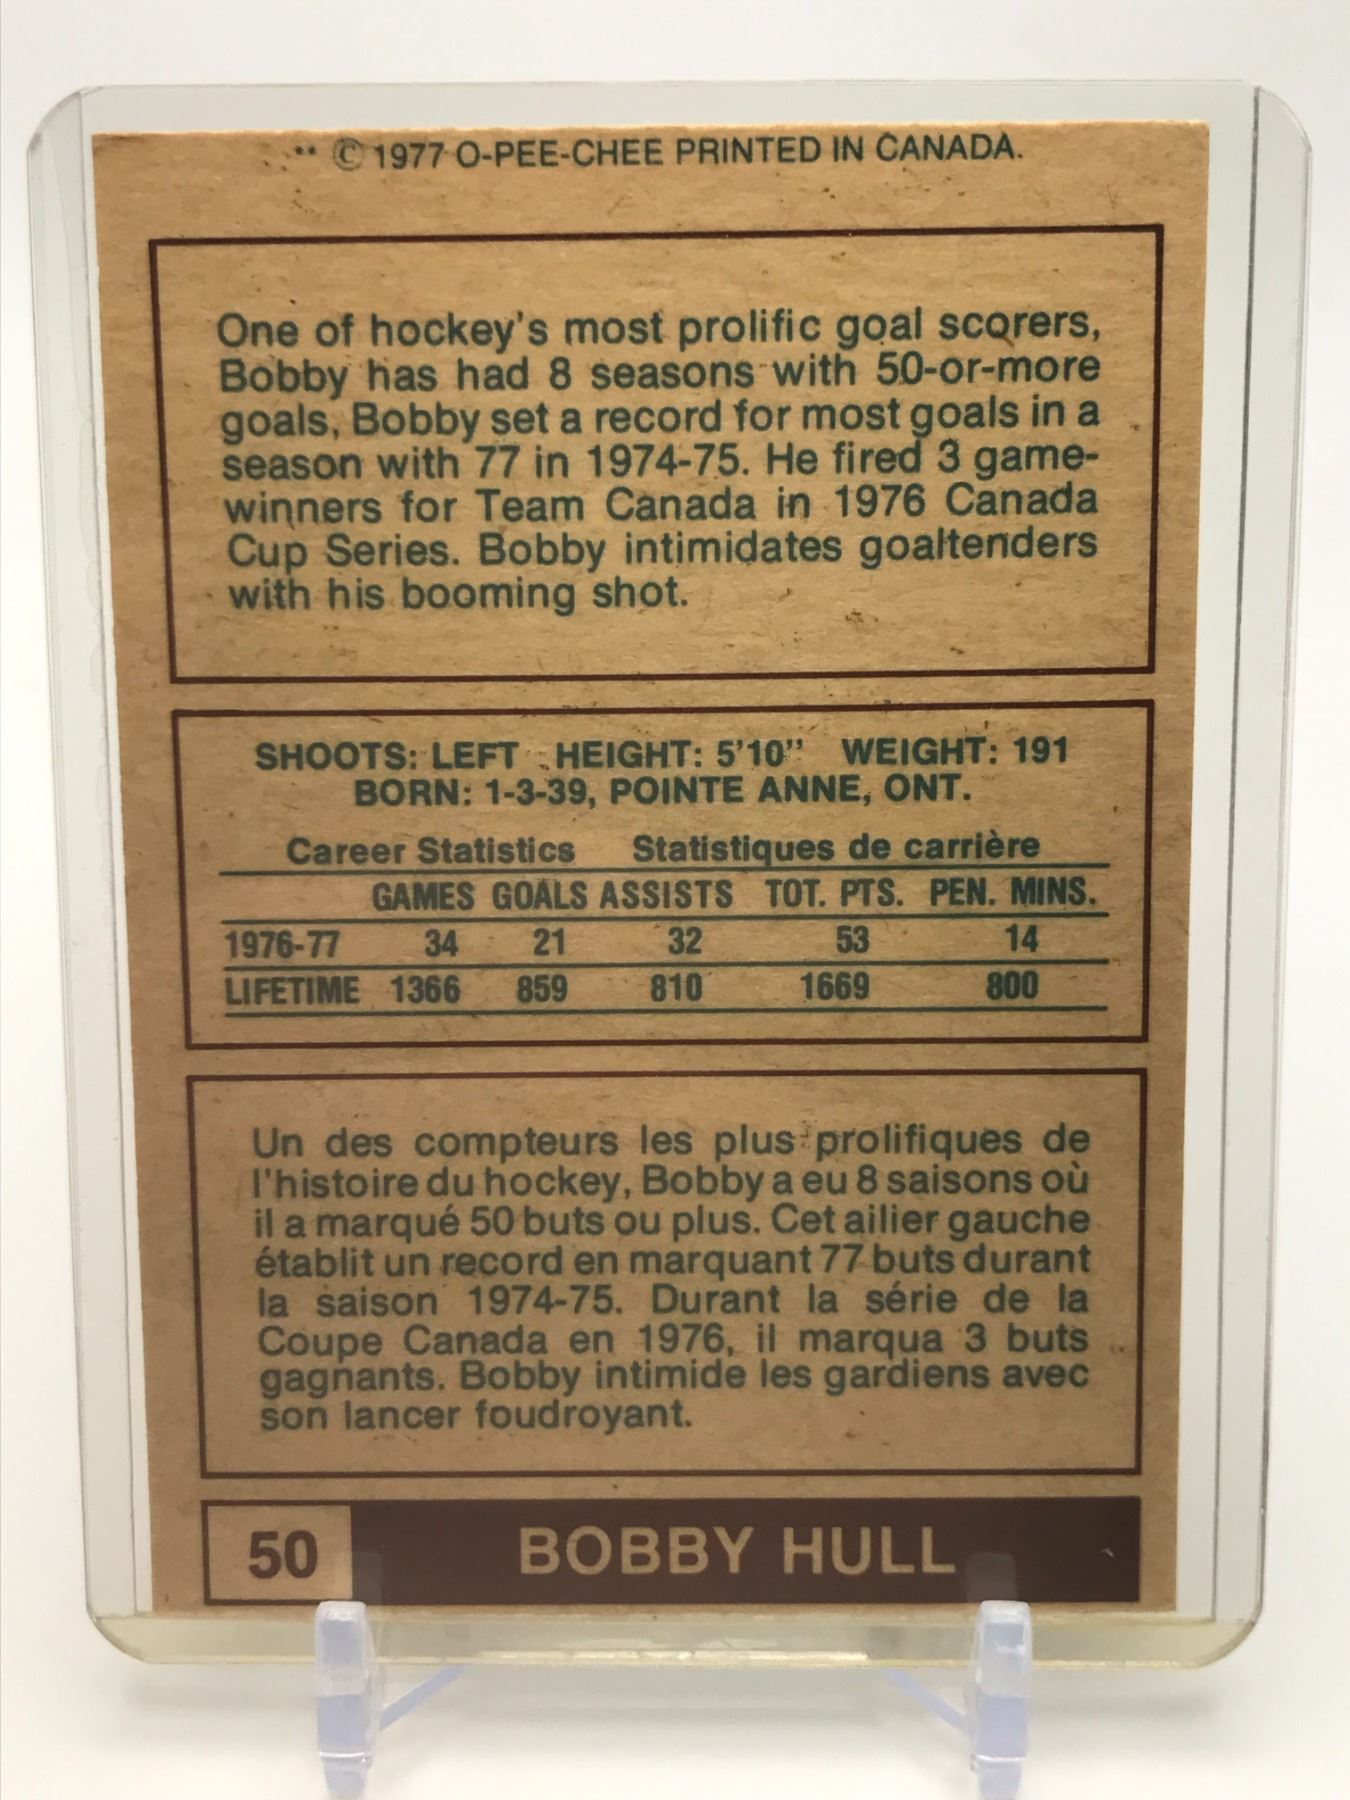 ** © 1977 O-PEE-CHEE PRINTED IN CANADA.
One of hockey's most prolific goal scorers,
Bobby has had 8 seasons with 50-or-more
goals, Bobby set a record for most goals in a
season with 77 in 1974-75. He fired 3 game-
winners for Team Canada in 1976 Canada
Cup Series. Bobby intimidates goaltenders
with his booming shot.
SHOOTS: LEFT HEIGHT: 5'10" WEIGHT: 191
BORN: 1-3-39, POINTE ANNE, ONT.
Career Statistics Statistiques de carrière
GAMES GOALS ASSISTS TOT. PTS. PEN. MINS.
1976-77 34 21 32 53 14
LIFETIME 1366 859 810 1669 800
Un des compteurs les plus prolifiques de
l'histoire du hockey, Bobby a eu 8 saisons où
il a marqué 50 buts ou plus. Cet ailier gauche
établit un record en marquant 77 buts durant
la saison 1974-75. Durant la série de la
Coupe Canada en 1976, il marqua 3 buts
gagnants. Bobby intimide les gardiens avec
son lancer foudroyant.
50 BOBBY HULL